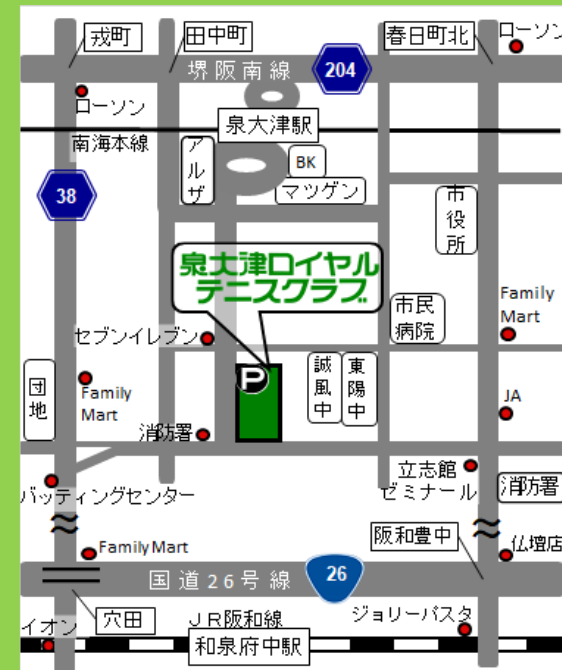 戎町
田中町
春日町北
ローソン
堺阪南線
204
ローソン
泉大津駅
南海本線
アルザ
BK
マツゲン
38
市役所
泉大津ロイヤル
テニスクラブ
市民
病院
Family
Mart
セブンイレブン
P
誠風中
東陽中
団地
Family
Mart
JA
消防署
バッティングセンター
立志館
ゼミナール
消防署
阪和豊中
仏壇店
FamilyMart
国道26号線
26
穴田
JR阪和線
ジョリーパスタ
イオン
和泉府中駅